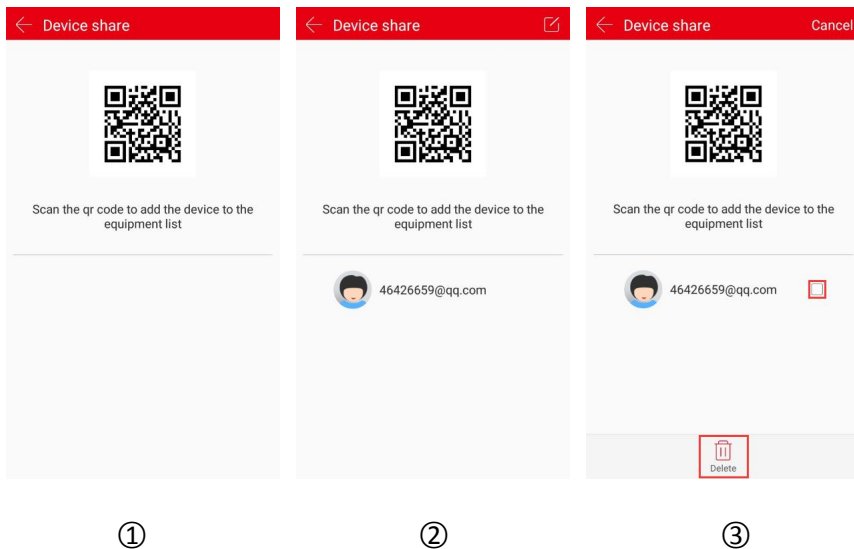 Device share
Scan the qr code to add the device to the
equipment list
Device share
Scan the qr code to add the device to the
equipment list
46426659@qq.com
Device share Cancel
Scan the qr code to add the device to the
equipment list
46426659@qq.com
Delete
① ② ③